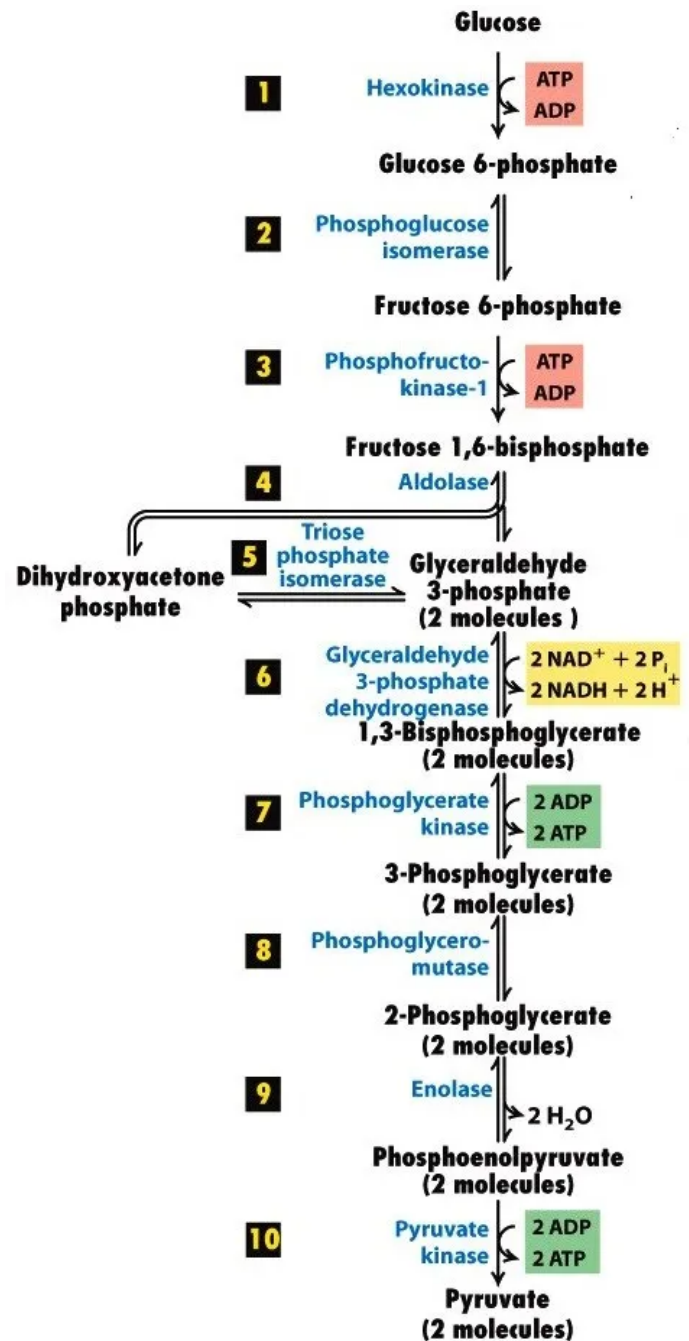 Glucose
1
Hexokinase
ATP
ADP
Glucose 6-phosphate
2
Phosphoglucose
isomerase
Fructose 6-phosphate
3
Phosphofructo-
kinase-1
ATP
ADP
Fructose 1,6-bisphosphate
4
Aldolase
5
Triose
phosphate
isomerase
Dihydroxyacetone
phosphate
Glyceraldehyde
3-phosphate
(2 molecules )
6
Glyceraldehyde
3-phosphate
dehydrogenase
2 NAD⁺ + 2 Pᵢ
2 NADH + 2 H⁺
1,3-Bisphosphoglycerate
(2 molecules)
7
Phosphoglycerate
kinase
2 ADP
2 ATP
3-Phosphoglycerate
(2 molecules)
8
Phosphoglycero-
mutase
2-Phosphoglycerate
(2 molecules)
9
Enolase
2 H₂O
Phosphoenolpyruvate
(2 molecules)
10
Pyruvate
kinase
2 ADP
2 ATP
Pyruvate
(2 molecules)